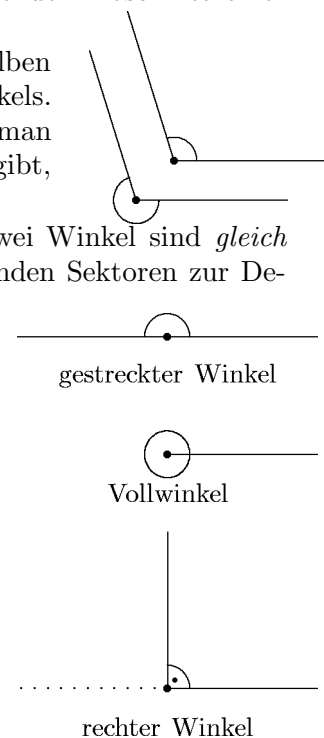 lben
kels.
man
gibt,
wei Winkel sind gleich
nden Sektoren zur De-
gestreckter Winkel
Vollwinkel
rechter Winkel